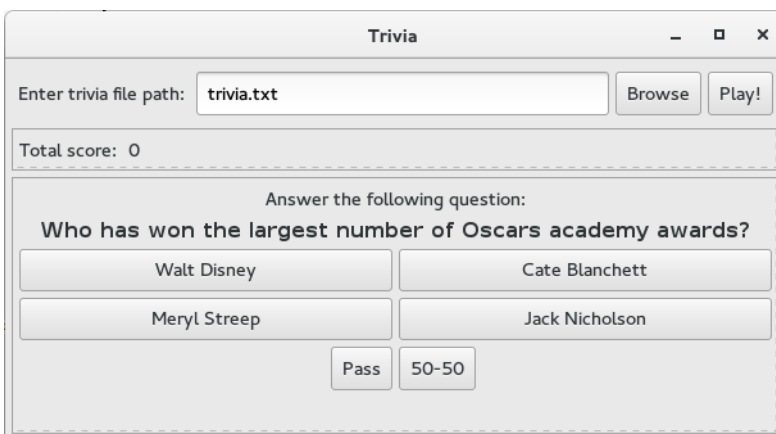 Trivia
Enter trivia file path: trivia.txt Browse Play!
Total score: 0
Answer the following question:
Who has won the largest number of Oscars academy awards?
Walt Disney Cate Blanchett
Meryl Streep Jack Nicholson
Pass 50-50